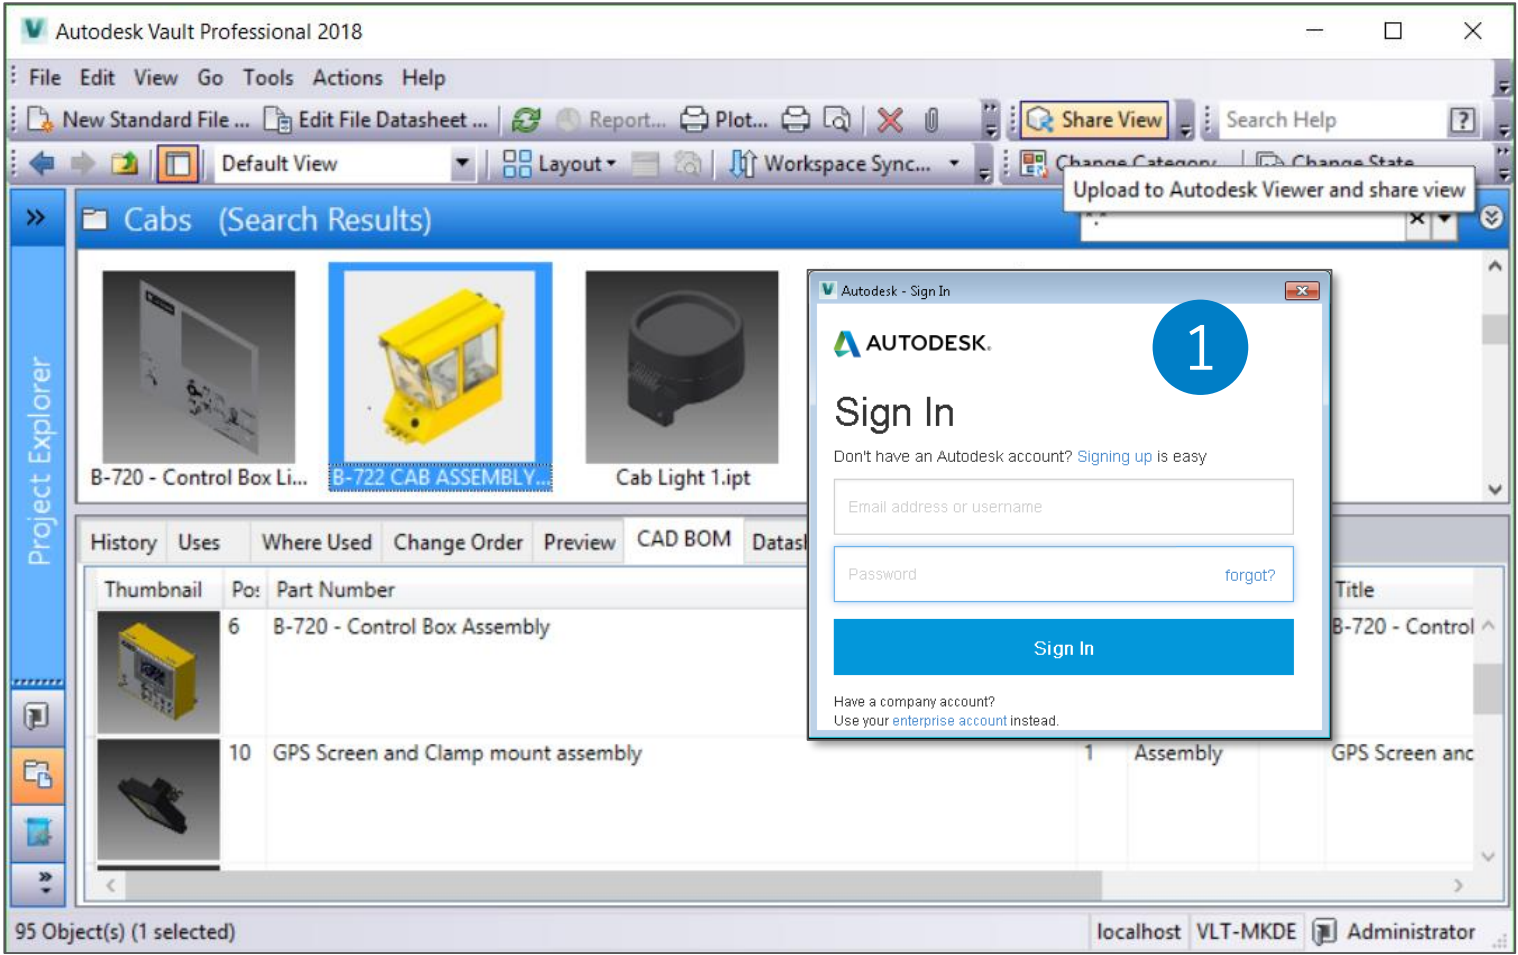 Autodesk Vault Professional 2018
File Edit View Go Tools Actions Help
New Standard File ... Edit File Datasheet ... Report... Plot... Share View Search Help
Default View Layout Workspace Sync... Change Category Change State
Upload to Autodesk Viewer and share view
Cabs (Search Results)
*.*
Project Explorer
B-720 - Control Box Li...
B-722 CAB ASSEMBLY...
Cab Light 1.ipt
Autodesk - Sign In
1
AUTODESK.
Sign In
Don't have an Autodesk account? Signing up is easy
Email address or username
Password forgot?
Sign In
Have a company account?
Use your enterprise account instead.
History Uses Where Used Change Order Preview CAD BOM
Thumbnail Part Number Title
6 B-720 - Control Box Assembly B-720 - Control
10 GPS Screen and Clamp mount assembly 1 Assembly GPS Screen
95 Object(s) (1 selected) localhost VLT-MKDE Administrator